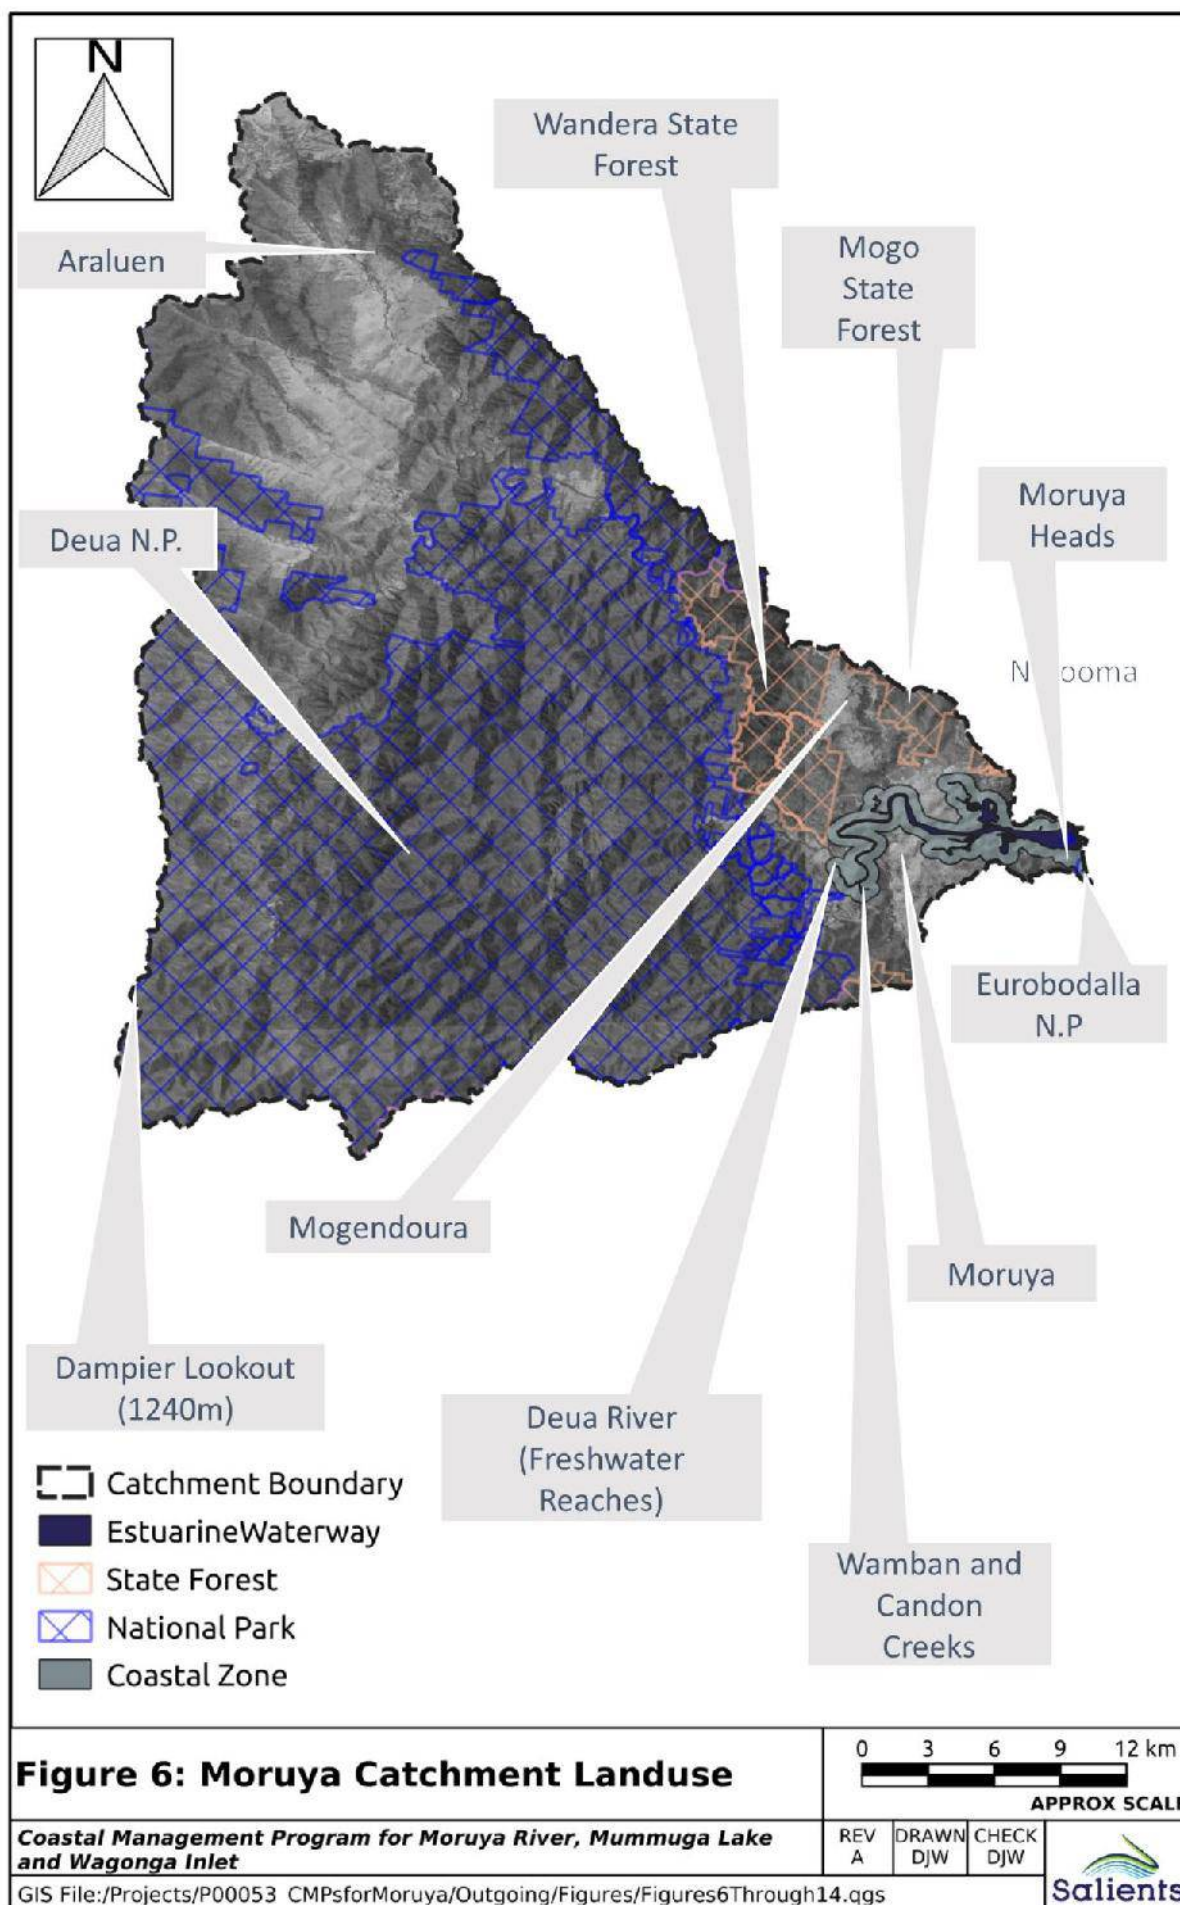 N
Wandera State
Forest
Araluen
Mogo
State
Forest
Moruya
Heads
Deua N.P.
Eurobodalla
N.P
Mogendoura
Moruya
Dampier Lookout
(1240m)
Deua River
(Freshwater
Reaches)
Wamban and
Candon
Creeks
Catchment Boundary
EstuarineWaterway
State Forest
National Park
Coastal Zone
Figure 6: Moruya Catchment Landuse
0 3 6 9 12 km
APPROX SCALE
Coastal Management Program for Moruya River, Mummuga Lake
and Wagonga Inlet
REV DRAWN CHECK
A DJW DJW
GIS File:/Projects/P00053_CMPsforMoruya/Outgoing/Figures/Figures6Through14.qgs
Salients